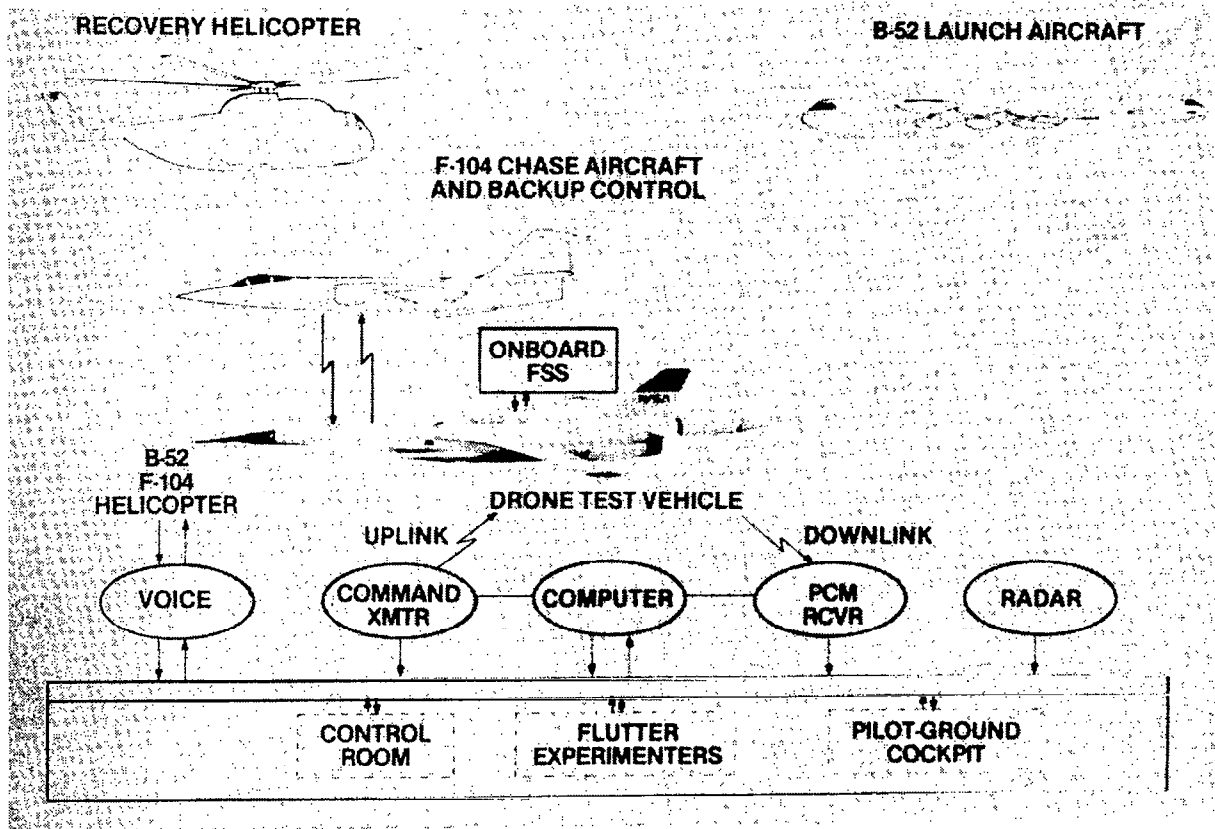 RECOVERY HELICOPTER
B-52 LAUNCH AIRCRAFT
F-104 CHASE AIRCRAFT
AND BACKUP CONTROL
ONBOARD
FSS
NASA
B-52
F-104
HELICOPTER
DRONE TEST VEHICLE
UPLINK
DOWNLINK
VOICE
COMMAND
XMTR
COMPUTER
PCM
RCVR
RADAR
CONTROL
ROOM
FLUTTER
EXPERIMENTERS
PILOT-GROUND
COCKPIT